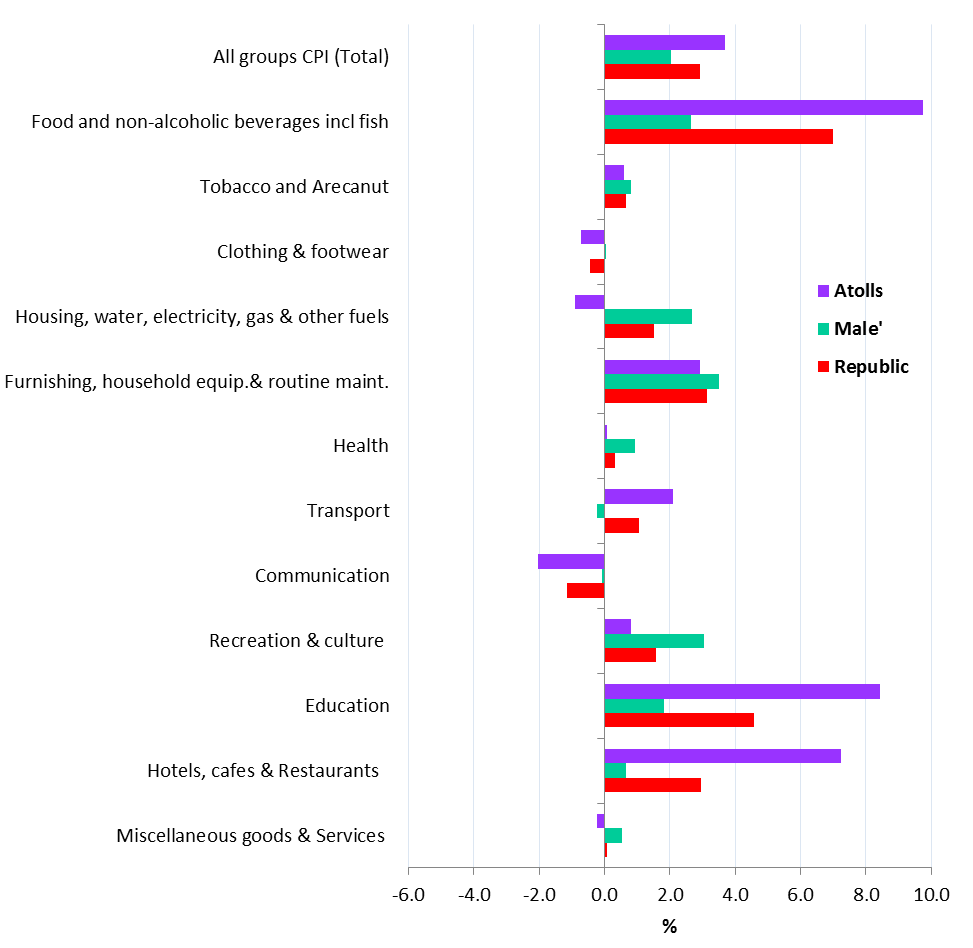 All groups CPI (Total)
Food and non-alcoholic beverages incl fish
Tobacco and Arecanut
Clothing & footwear
Housing, water, electricity, gas & other fuels
Furnishing, household equip.& routine maint.
Health
Transport
Communication
Recreation & culture
Education
Hotels, cafes & Restaurants
Miscellaneous goods & Services
Atolls
Male'
Republic
-6.0 -4.0 -2.0 0.0 2.0 4.0 6.0 8.0 10.0
%